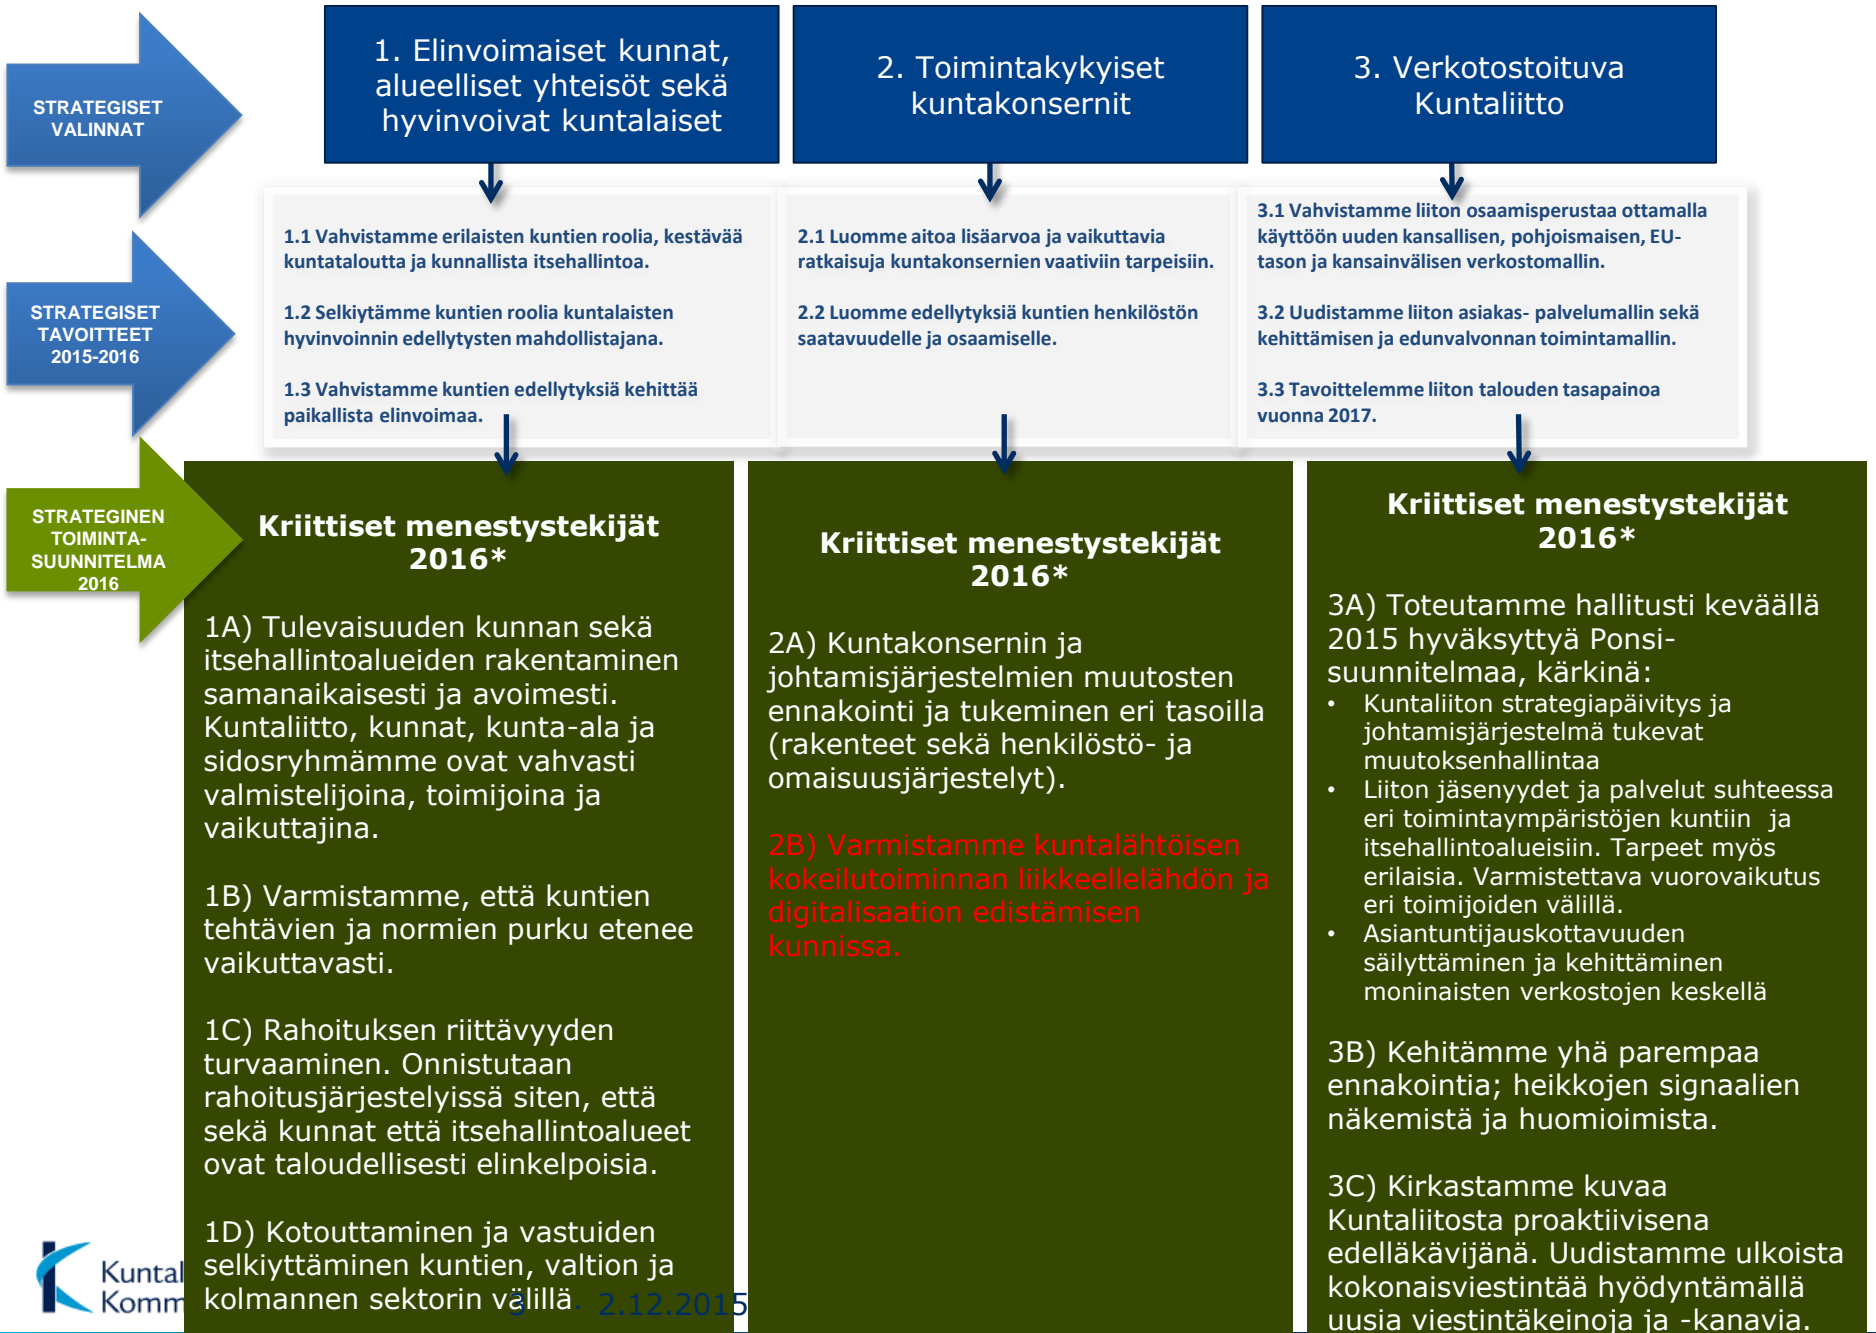 STRATEGISET
VALINNAT
1. Elinvoimaiset kunnat,
alueelliset yhteisöt sekä
hyvinvoivat kuntalaiset
2. Toimintakykyiset
kuntakonsernit
3. Verkotostoituva
Kuntaliitto
STRATEGISET
TAVOITTEET
2015-2016
1.1 Vahvistamme erilaisten kuntien roolia, kestävää
kuntataloutta ja kunnallista itsehallintoa.
1.2 Selkiytämme kuntien roolia kuntalaisten
hyvinvoinnin edellytysten mahdollistajana.
1.3 Vahvistamme kuntien edellytyksiä kehittää
paikallista elinvoimaa.
2.1 Luomme aitoa lisäarvoa ja vaikuttavia
ratkaisuja kuntakonsernien vaativiin tarpeisiin.
2.2 Luomme edellytyksiä kuntien henkilöstön
saatavuudelle ja osaamiselle.
3.1 Vahvistamme liiton osaamisperustaa ottamalla
käyttöön uuden kansallisen, pohjoismaisen, EU-
tason ja kansainvälisen verkostomallin.
3.2 Uudistamme liiton asiakas- palvelumallin sekä
kehittämisen ja edunvalvonnan toimintamallin.
3.3 Tavoittelemme liiton talouden tasapainoa
vuonna 2017.
STRATEGINEN
TOIMINTA-
SUUNNITELMA
2016
Kriittiset menestystekijät
2016*
1A) Tulevaisuuden kunnan sekä
itsehallintoalueiden rakentaminen
samanaikaisesti ja avoimesti.
Kuntaliitto, kunnat, kunta-ala ja
sidosryhmämme ovat vahvasti
valmistelijoina, toimijoina ja
vaikuttajina.
1B) Varmistamme, että kuntien
tehtävien ja normien purku etenee
vaikuttavasti.
1C) Rahoituksen riittävyyden
turvaaminen. Onnistutaan
rahoitusjärjestelyissä siten, että
sekä kunnat että itsehallintoalueet
ovat taloudellisesti elinkelpoisia.
1D) Kotouttaminen ja vastuiden
selkiyttäminen kuntien, valtion ja
kolmannen sektorin välillä.
Kriittiset menestystekijät
2016*
2A) Kuntakonsernin ja
johtamisjärjestelmien muutosten
ennakointi ja tukeminen eri tasoilla
(rakenteet sekä henkilöstö- ja
omaisuusjärjestelyt).
2B) Varmistamme kuntalähtöisen
kokeilutoiminnan liikkeellelähdön ja
digitalisaation edistämisen
kunnissa.
Kriittiset menestystekijät
2016*
3A) Toteutamme hallitusti keväällä
2015 hyväksyttyä Ponsi-
suunnitelmaa, kärkinä:
• Kuntaliiton strategiapäivitys ja
johtamisjärjestelmä tukevat
muutoksenhallintaa
• Liiton jäsenyydet ja palvelut suhteessa
eri toimintaympäristöjen kuntiin ja
itsehallintoalueisiin. Tarpeet myös
erilaisia. Varmistettava vuorovaikutus
eri toimijoiden välillä.
• Asiantuntijauskottavuuden
säilyttäminen ja kehittäminen
moninaisten verkostojen keskellä
3B) Kehitämme yhä parempaa
ennakointia; heikkojen signaalien
näkemistä ja huomioimista.
3C) Kirkastamme kuvaa
Kuntaliitosta proaktiivisena
edelläkävijänä. Uudistamme ulkoista
kokonaisviestintää hyödyntämällä
uusia viestintäkeinoja ja -kanavia.
Kuntal
Komm
3 · 2.12.2015